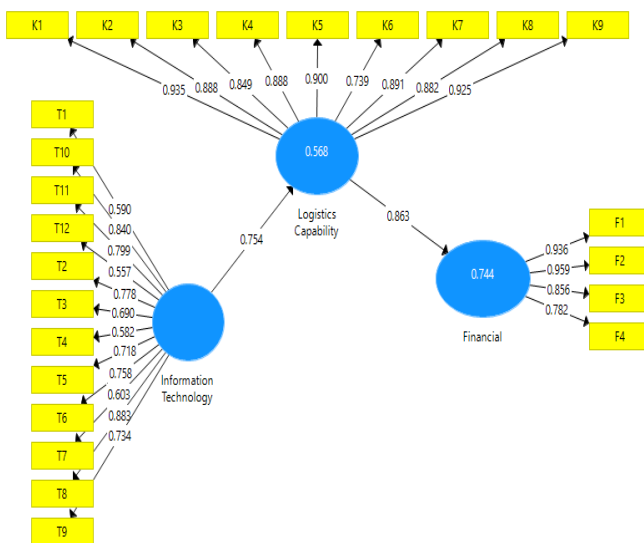 K1 K2 K3 K4 K5 K6 K7 K8 K9
0.935 0.888 0.849 0.888 0.900 0.739 0.891 0.882 0.925
T1
T10
T11
T12
T2
T3
T4
T5
T6
T7
T8
T9
0.590
0.840
0.799
0.557
0.778
0.690
0.582
0.718
0.758
0.603
0.883
0.734
Information
Technology
0.754
0.568
Logistics
Capability
0.863
0.744
Financial
0.936
0.959
0.856
0.782
F1
F2
F3
F4